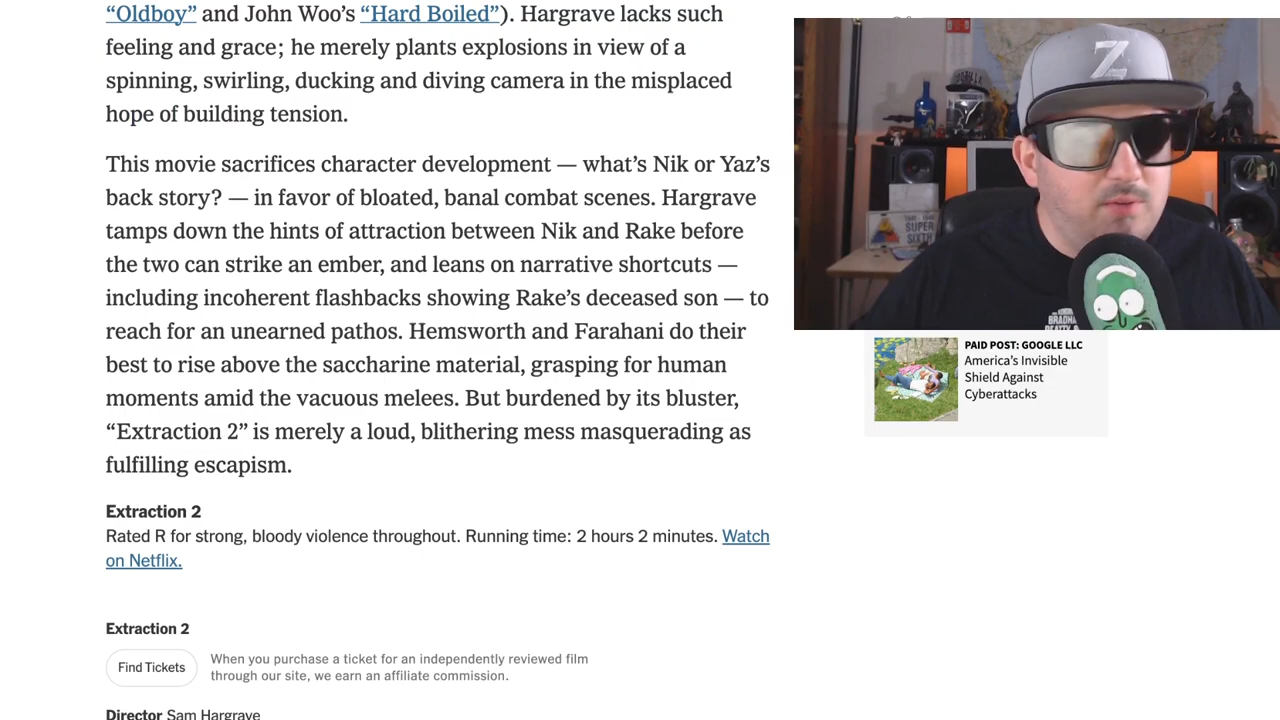 “Oldboy” and John Woo’s “Hard Boiled”). Hargrave lacks such
feeling and grace; he merely plants explosions in view of a
spinning, swirling, ducking and diving camera in the misplaced
hope of building tension.
This movie sacrifices character development — what’s Nik or Yaz’s
back story? — in favor of bloated, banal combat scenes. Hargrave
tamps down the hints of attraction between Nik and Rake before
the two can strike an ember, and leans on narrative shortcuts —
including incoherent flashbacks showing Rake’s deceased son — to
reach for an unearned pathos. Hemsworth and Farahani do their
best to rise above the saccharine material, grasping for human
moments amid the vacuous melees. But burdened by its bluster,
“Extraction 2” is merely a loud, blithering mess masquerading as
fulfilling escapism.
Extraction 2
Rated R for strong, bloody violence throughout. Running time: 2 hours 2 minutes. Watch
on Netflix.
Extraction 2
Find Tickets
When you purchase a ticket for an independently reviewed film
through our site, we earn an affiliate commission.
Director Sam Hargrave
Z
SUPER
SIXTH
PAID POST: GOOGLE LLC
America’s Invisible
Shield Against
Cyberattacks